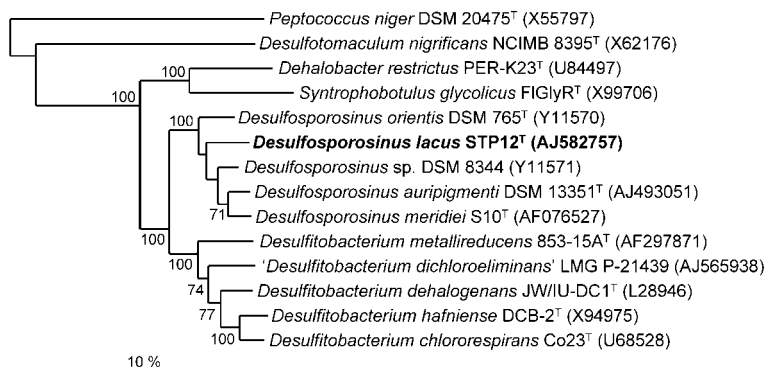 Peptococcus niger DSM 20475ᵀ (X55797)
Desulfotomaculum nigrificans NCIMB 8395ᵀ (X62176)
100 Dehalobacter restrictus PER-K23ᵀ (U84497)
100 Syntrophobotulus glycolicus FlGlyRᵀ (X99706)
100 Desulfosporosinus orientis DSM 765ᵀ (Y11570)
Desulfosporosinus lacus STP12ᵀ (AJ582757)
Desulfosporosinus sp. DSM 8344 (Y11571)
Desulfosporosinus auripigmenti DSM 13351ᵀ (AJ493051)
71 Desulfosporosinus meridiei S10ᵀ (AF076527)
100 Desulfitobacterium metallireducens 853-15Aᵀ (AF297871)
100 'Desulfitobacterium dichloroeliminans' LMG P-21439 (AJ565938)
74 Desulfitobacterium dehalogenans JW/IU-DC1ᵀ (L28946)
77 Desulfitobacterium hafniense DCB-2ᵀ (X94975)
100 Desulfitobacterium chlororespirans Co23ᵀ (U68528)
10 %